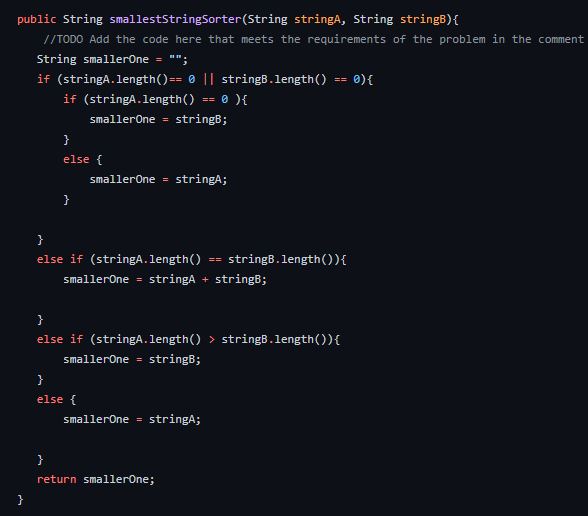 public String smallestStringSorter(String stringA, String stringB){
//TODO Add the code here that meets the requirements of the problem in the comment
String smallerOne = "";
if (stringA.length()== 0 || stringB.length() == 0){
if (stringA.length() == 0 ){
smallerOne = stringB;
}
else {
smallerOne = stringA;
}
}
else if (stringA.length() == stringB.length()){
smallerOne = stringA + stringB;
}
else if (stringA.length() > stringB.length()){
smallerOne = stringB;
}
else {
smallerOne = stringA;
}
return smallerOne;
}